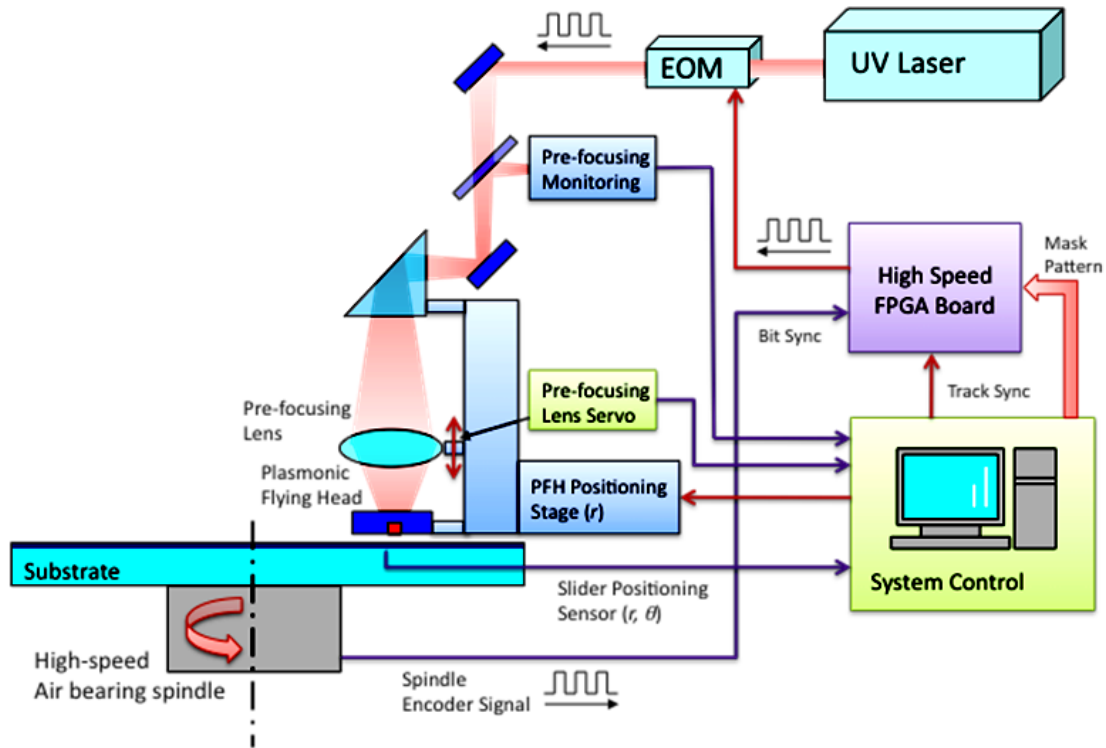 EOM
UV Laser
Pre-focusing
Monitoring
Mask
Pattern
High Speed
FPGA Board
Bit Sync
Track Sync
Pre-focusing
Lens Servo
Pre-focusing
Lens
Plasmonic
Flying Head
PFH Positioning
Stage (r)
System Control
Substrate
Slider Positioning
Sensor (r, θ)
High-speed
Air bearing spindle
Spindle
Encoder Signal